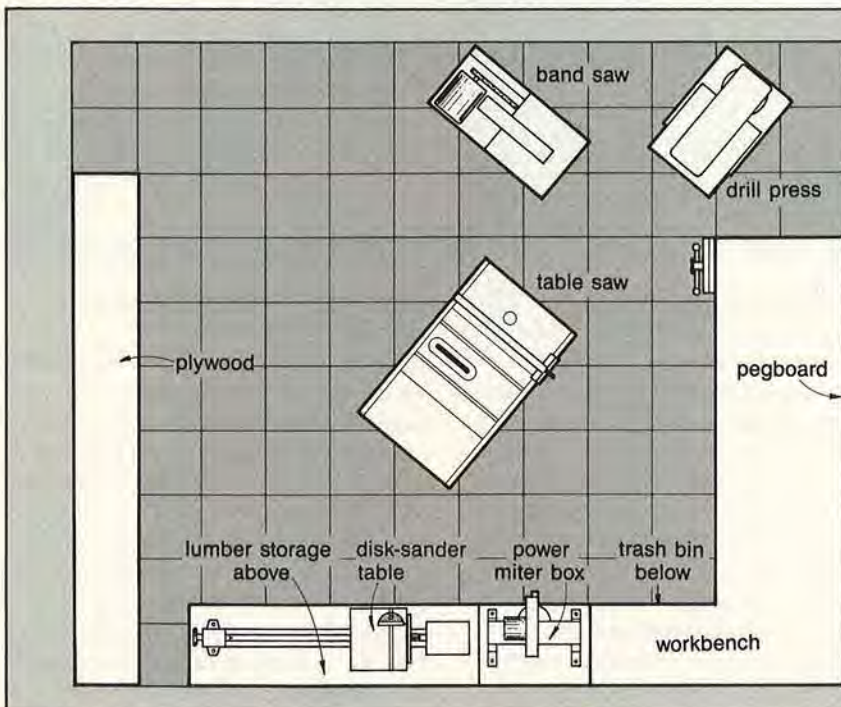 band saw
drill press
table saw
plywood
pegboard
lumber storage
above
disk-sander
table
power
miter box
trash bin
below
workbench